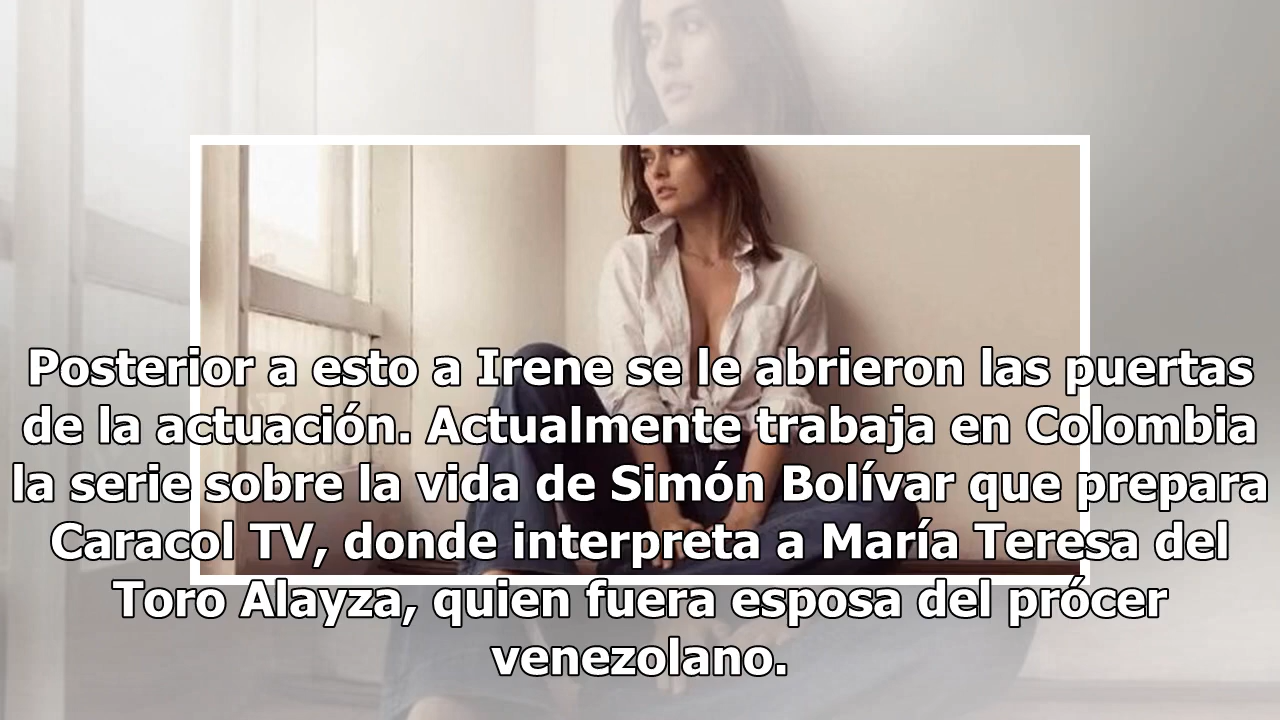 Posterior a esto a Irene se le abrieron las puertas
de la actuación. Actualmente trabaja en Colombia
la serie sobre la vida de Simón Bolívar que prepara
Caracol TV, donde interpreta a María Teresa del
Toro Alayza, quien fuera esposa del prócer
venezolano.